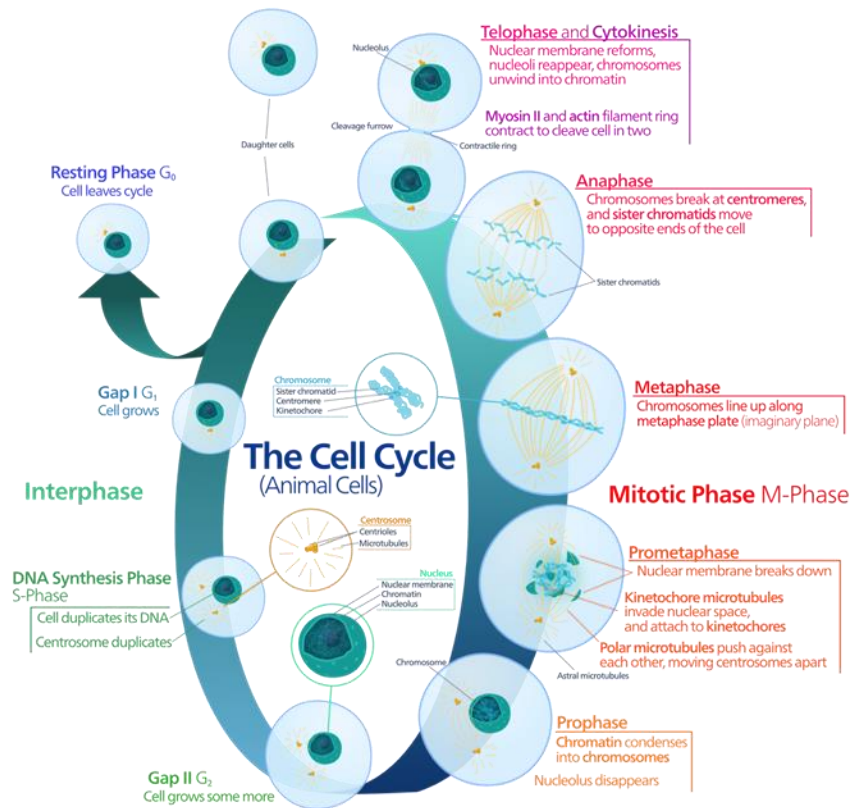 Telophase and Cytokinesis
Nuclear membrane reforms,
nucleoli reappear, chromosomes
unwind into chromatin
Nucleolus
Myosin II and actin filament ring
contract to cleave cell in two
Cleavage furrow
Contractile ring
Daughter cells
Resting Phase G₀
Cell leaves cycle
Anaphase
Chromosomes break at centromeres,
and sister chromatids move
to opposite ends of the cell
Sister chromatids
Gap I G₁
Cell grows
Chromosome
Sister chromatid
Centromere
Kinetochore
Metaphase
Chromosomes line up along
metaphase plate (imaginary plane)
The Cell Cycle
(Animal Cells)
Interphase
Mitotic Phase M-Phase
Centrosome
Centrioles
Microtubules
DNA Synthesis Phase
S-Phase
Cell duplicates its DNA
Centrosome duplicates
Nucleus
Nuclear membrane
Chromatin
Nucleolus
Prometaphase
Nuclear membrane breaks down
Kinetochore microtubules
invade nuclear space,
and attach to kinetochores
Polar microtubules push against
each other, moving centrosomes apart
Astral microtubules
Chromosome
Prophase
Chromatin condenses
into chromosomes
Nucleolus disappears
Gap II G₂
Cell grows some more